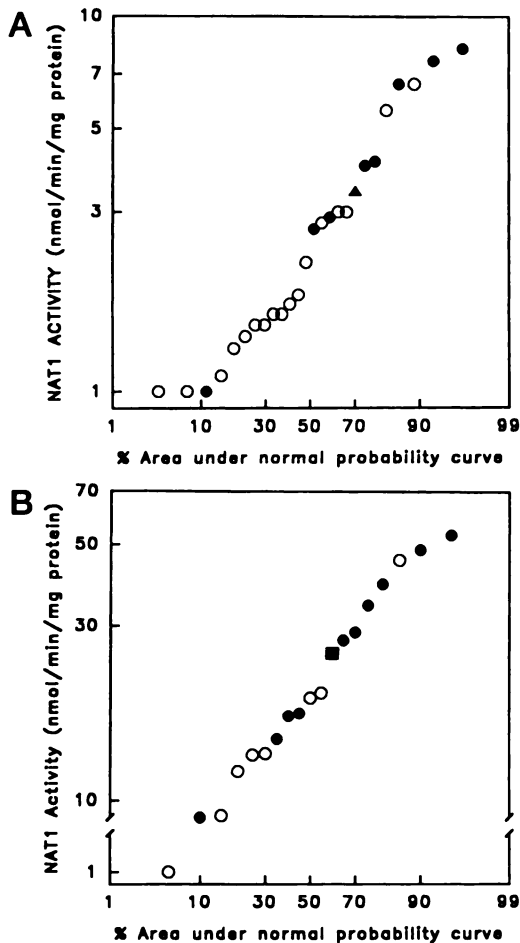 A
10
7
5
3
1
NAT1 ACTIVITY (nmol/min/mg protein)
1 10 30 50 70 90 99
% Area under normal probability curve
B
70
50
30
10
1
NAT1 Activity (nmol/min/mg protein)
1 10 30 50 70 90 99
% Area under normal probability curve